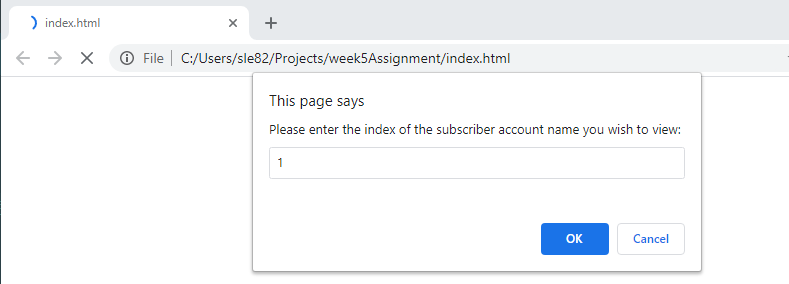 index.html
File C:/Users/sle82/Projects/week5Assignment/index.html
This page says
Please enter the index of the subscriber account name you wish to view:
1
OK Cancel